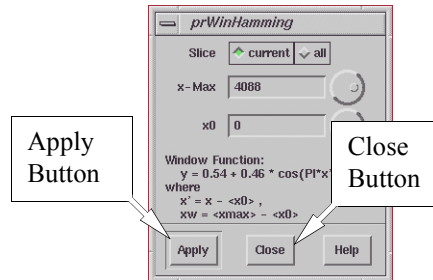 prWinHamming
Slice current all
x-Max 4088
x0 0
Apply
Button
Close
Button
Window Function:
y = 0.54 + 0.46 * cos(PI*x'
where
x' = x - <x0> ,
xw = <xmax> - <x0>
Apply Close Help